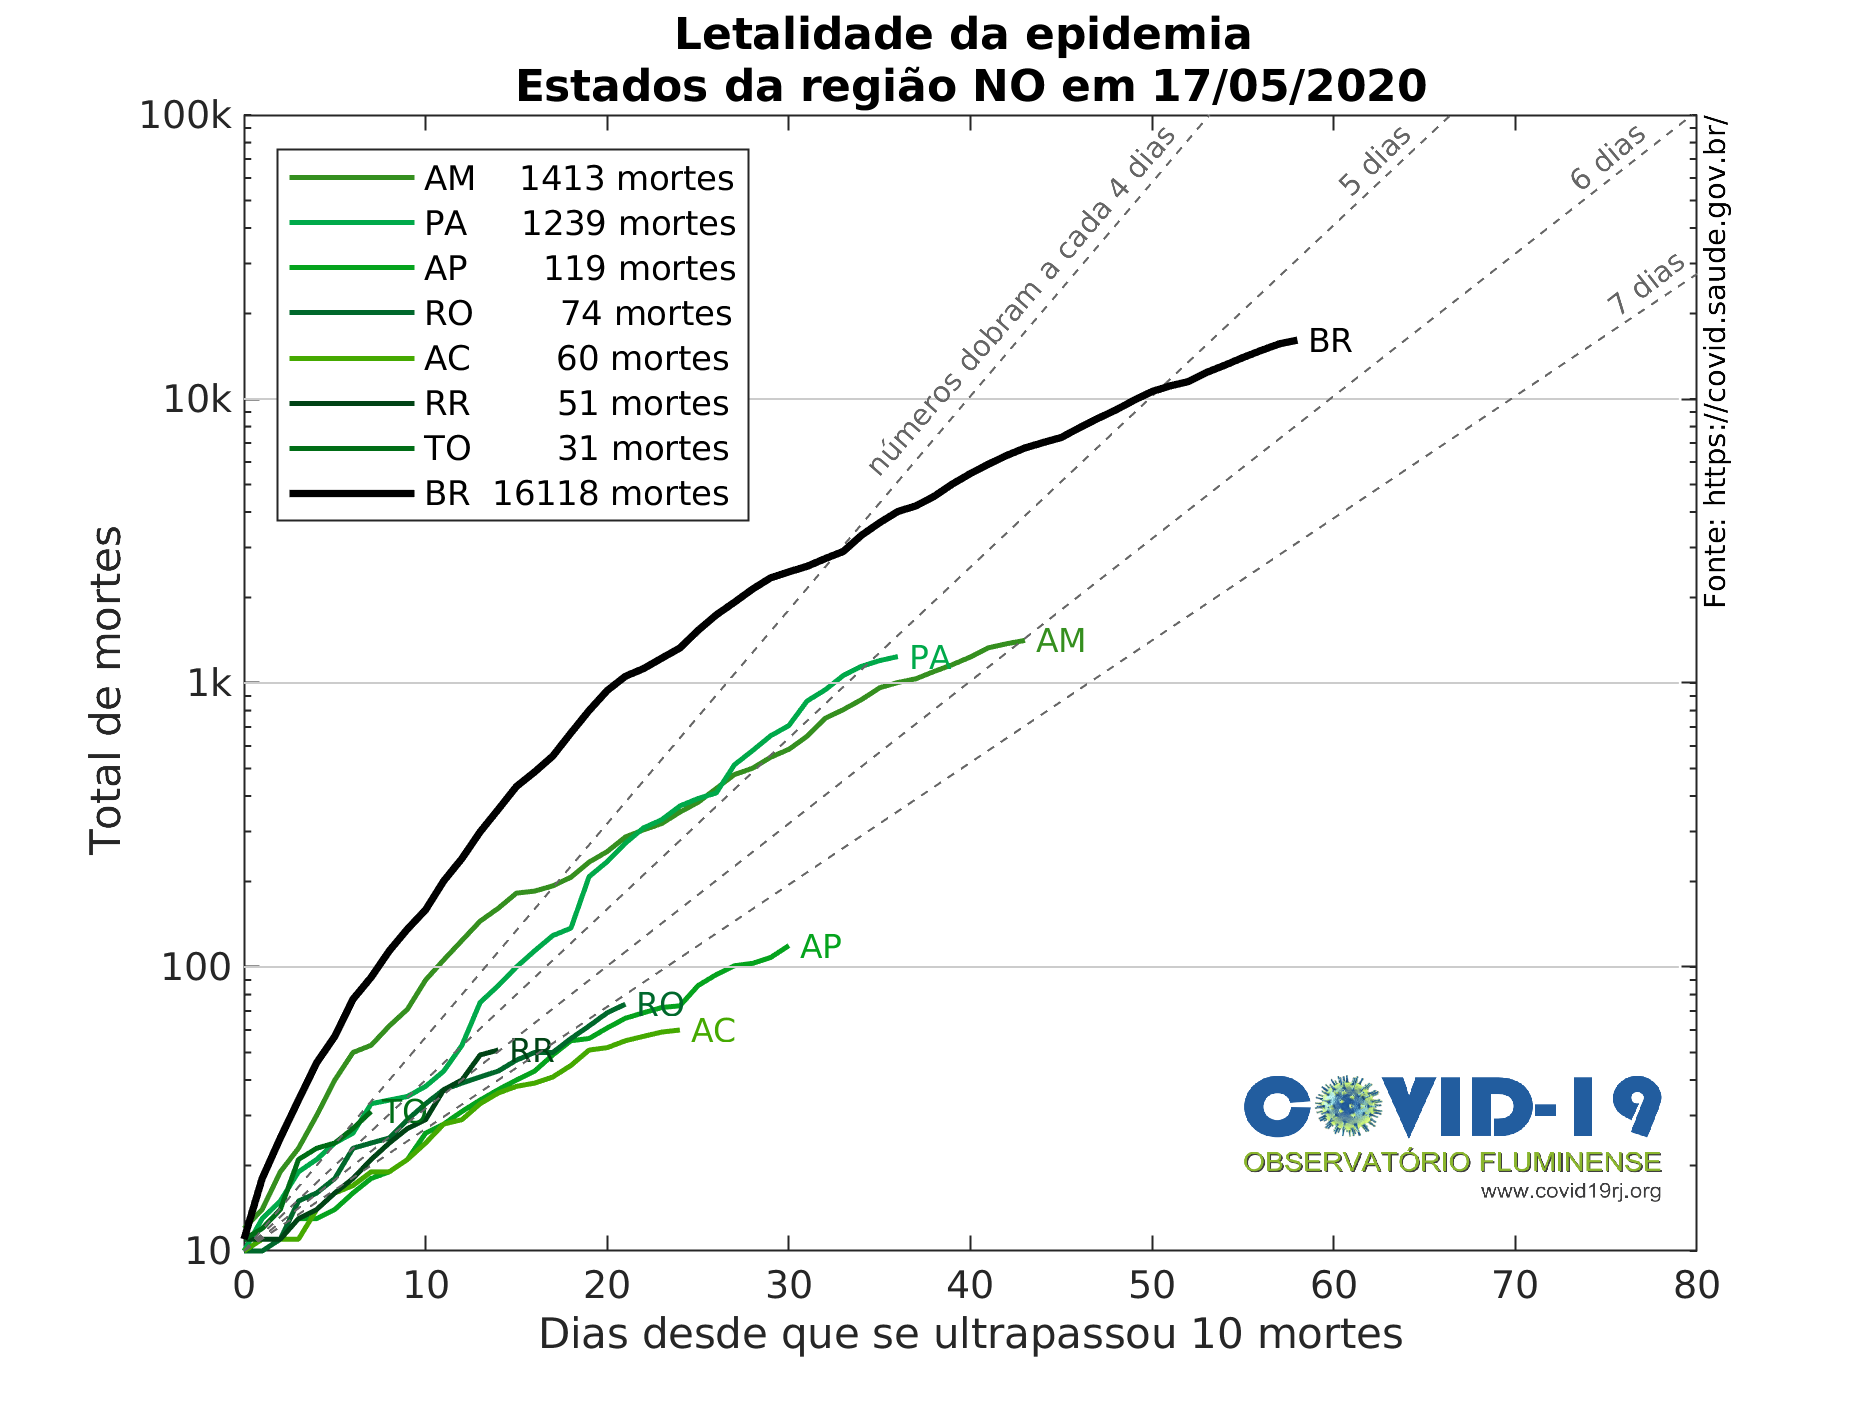 Letalidade da epidemia
Estados da região NO em 17/05/2020
100k
10k
1k
100
10
Total de mortes
AM 1413 mortes
PA 1239 mortes
AP 119 mortes
RO 74 mortes
AC 60 mortes
RR 51 mortes
TO 31 mortes
BR 16118 mortes
números dobram a cada 4 dias
5 dias
6 dias
7 dias
BR
AM
PA
AP
RO
AC
RR
TO
Fonte: https://covid.saude.gov.br/
COVID-19
OBSERVATÓRIO FLUMINENSE
www.covid19rj.org
0 10 20 30 40 50 60 70 80
Dias desde que se ultrapassou 10 mortes